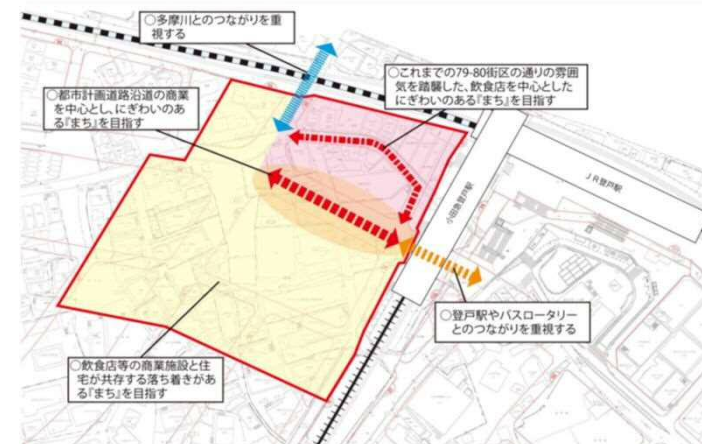 ○多摩川とのつながりを重
視する
○これまでの79-80街区の通りの雰囲
気を踏襲した、飲食店を中心とした
にぎわいのある『まち』を目指す
○都市計画道路沿道の商業
を中心とし、にぎわいのあ
る『まち』を目指す
小田急登戸駅
JR登戸駅
○登戸駅やバスロータリー
とのつながりを重視する
○飲食店等の商業施設と住
宅が共存する落ち着きがあ
る『まち』を目指す